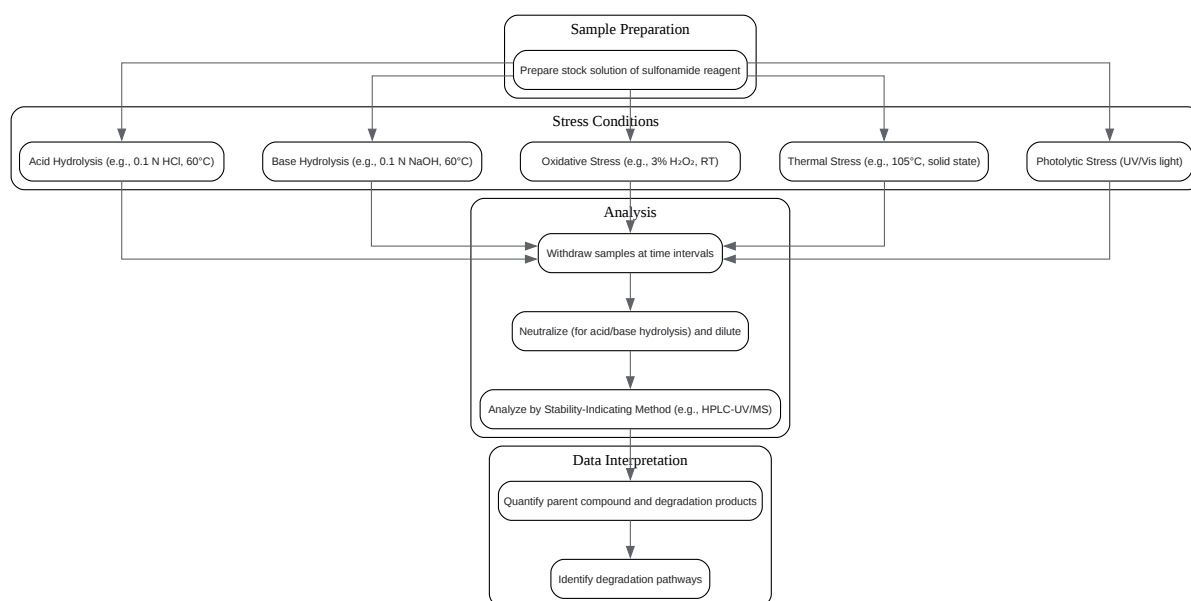 Sample Preparation
Prepare stock solution of sulfonamide reagent
Stress Conditions
Acid Hydrolysis (e.g., 0.1 N HCl, 60°C)
Base Hydrolysis (e.g., 0.1 N NaOH, 60°C)
Oxidative Stress (e.g., 3% H₂O₂, RT)
Thermal Stress (e.g., 105°C, solid state)
Photolytic Stress (UV/Vis light)
Analysis
Withdraw samples at time intervals
Neutralize (for acid/base hydrolysis) and dilute
Analyze by Stability-Indicating Method (e.g., HPLC-UV/MS)
Data Interpretation
Quantify parent compound and degradation products
Identify degradation pathways